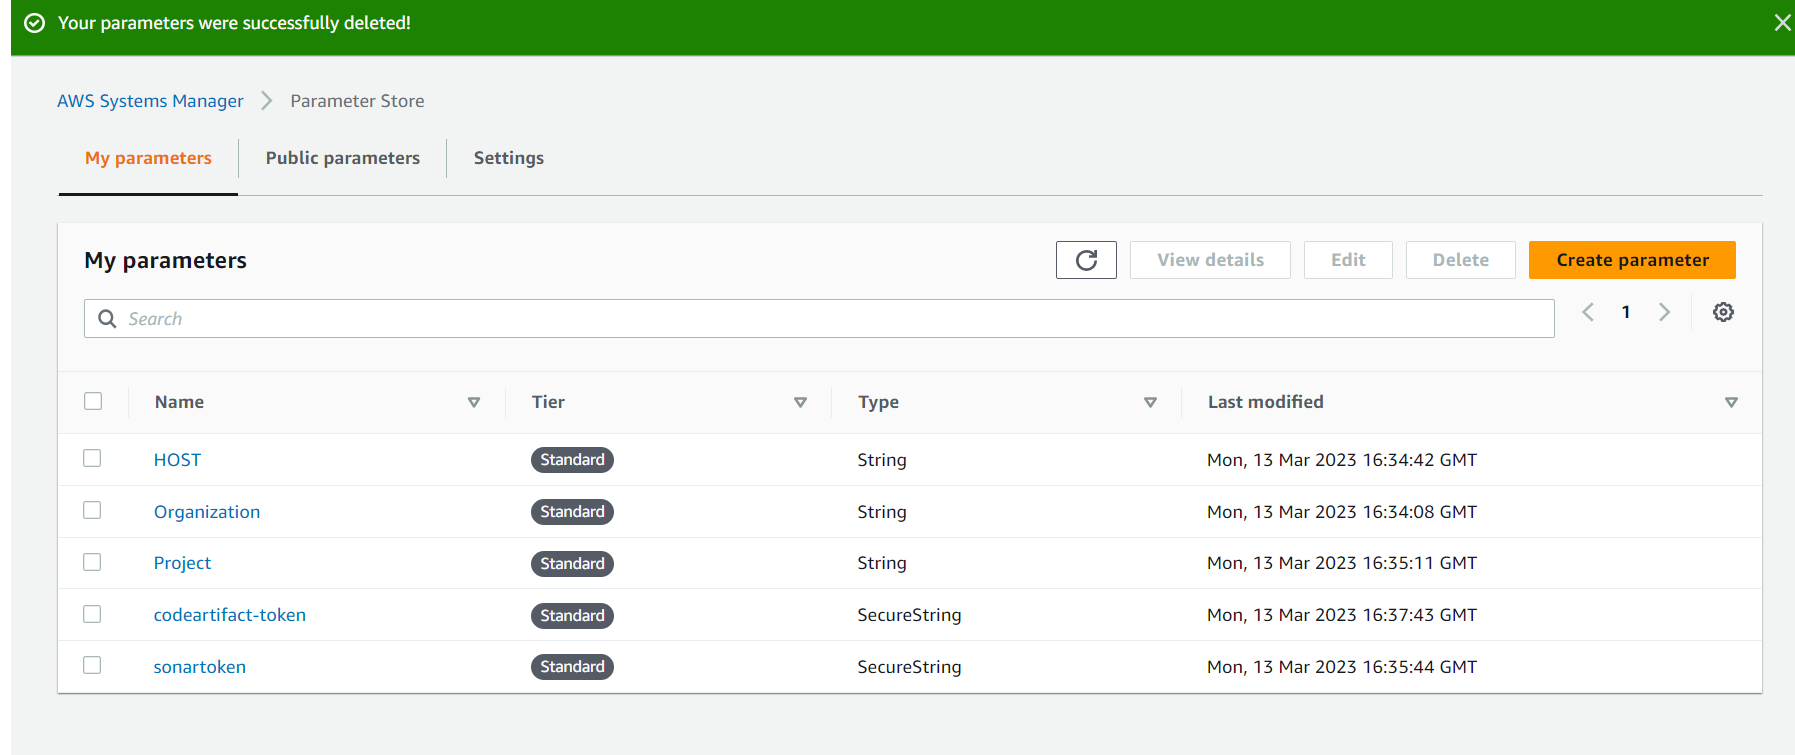 Your parameters were successfully deleted!
AWS Systems Manager Parameter Store
My parameters Public parameters Settings
My parameters View details Edit Delete Create parameter
Search 1
Name Tier Type Last modified
HOST Standard String Mon, 13 Mar 2023 16:34:42 GMT
Organization Standard String Mon, 13 Mar 2023 16:34:08 GMT
Project Standard String Mon, 13 Mar 2023 16:35:11 GMT
codeartifact-token Standard SecureString Mon, 13 Mar 2023 16:37:43 GMT
sonartoken Standard SecureString Mon, 13 Mar 2023 16:35:44 GMT